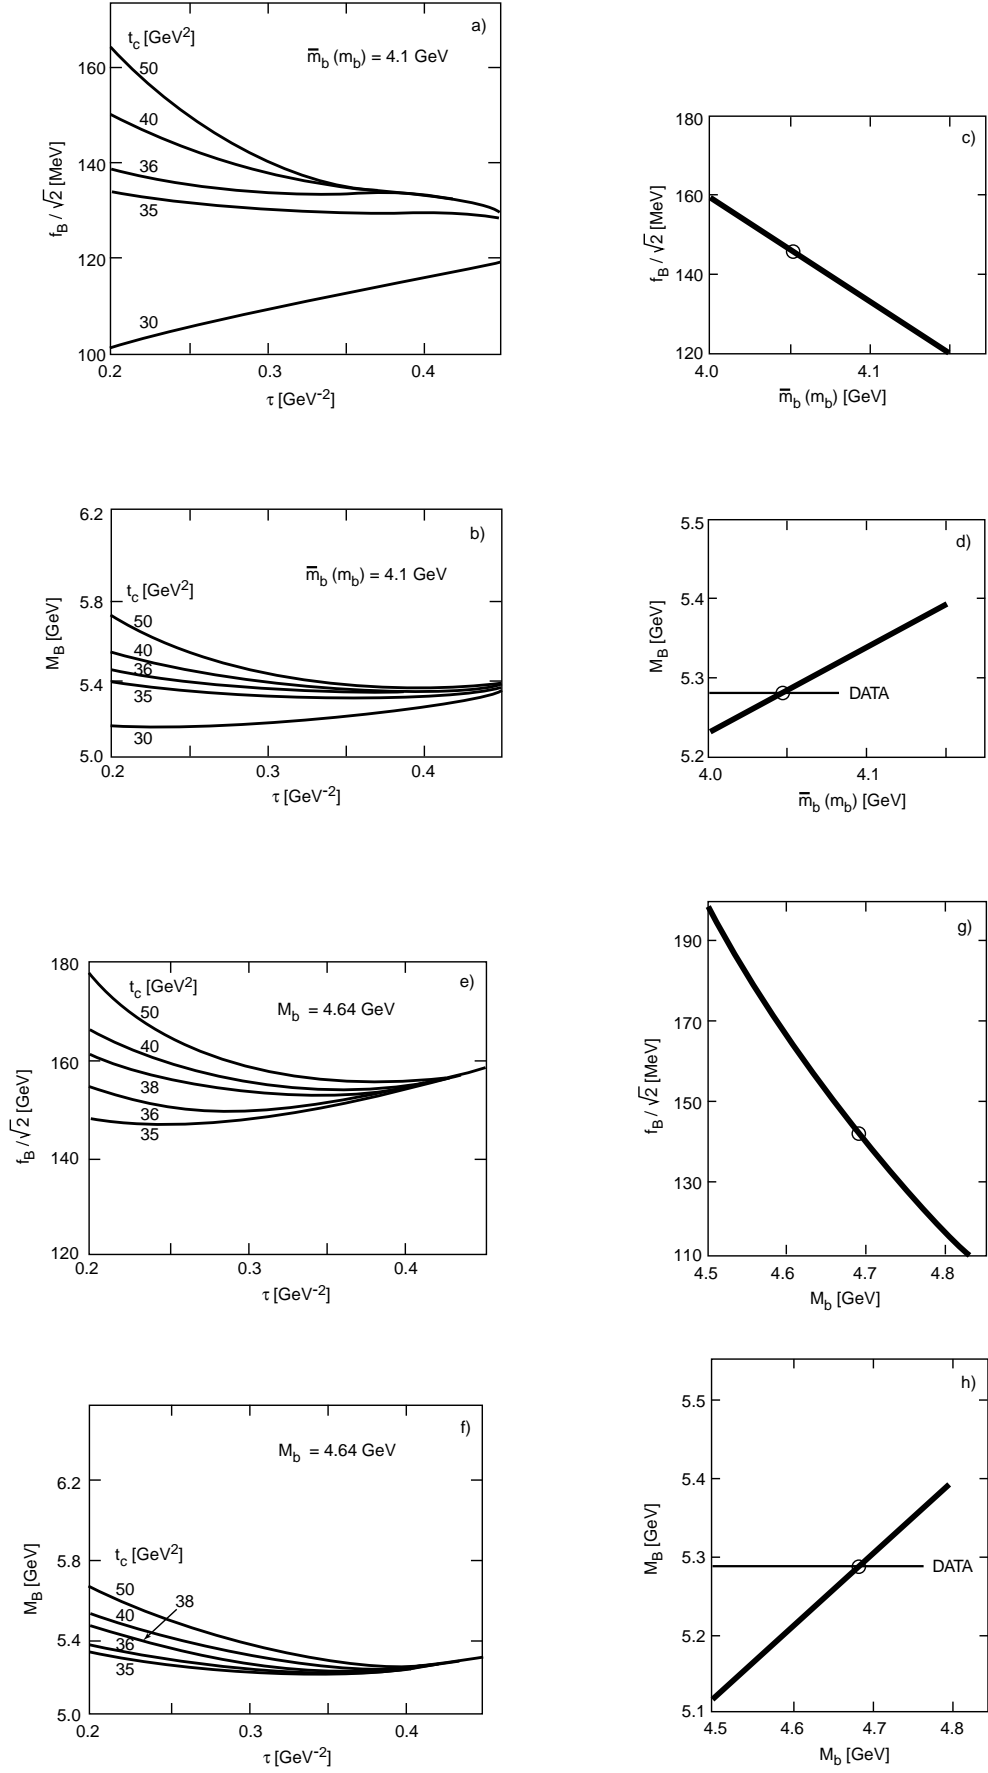 a)
t_c [GeV²]
m̄_b (m_b) = 4.1 GeV
160
140
120
100
f_B / √2 [MeV]
50
40
36
35
30
0.2 0.3 0.4
τ [GeV⁻²]
c)
180
160
140
120
f_B / √2 [MeV]
4.0 4.1
m̄_b (m_b) [GeV]
b)
6.2
5.8
5.4
5.0
M_B [GeV]
m̄_b (m_b) = 4.1 GeV
t_c [GeV²]
50
40
36
35
30
0.2 0.3 0.4
τ [GeV⁻²]
d)
5.5
5.4
5.3
5.2
M_B [GeV]
DATA
4.0 4.1
m̄_b (m_b) [GeV]
e)
180
160
140
120
f_B / √2 [GeV]
t_c [GeV²]
M_b = 4.64 GeV
50
40
38
36
35
0.2 0.3 0.4
τ [GeV⁻²]
g)
190
170
150
130
110
f_B / √2 [MeV]
4.5 4.6 4.7 4.8
M_b [GeV]
f)
M_b = 4.64 GeV
6.2
5.8
5.4
5.0
M_B [GeV]
t_c [GeV²]
50
40
38
36
35
0.2 0.3 0.4
τ [GeV⁻²]
h)
5.5
5.4
5.3
5.2
5.1
M_B [GeV]
DATA
4.5 4.6 4.7 4.8
M_b [GeV]